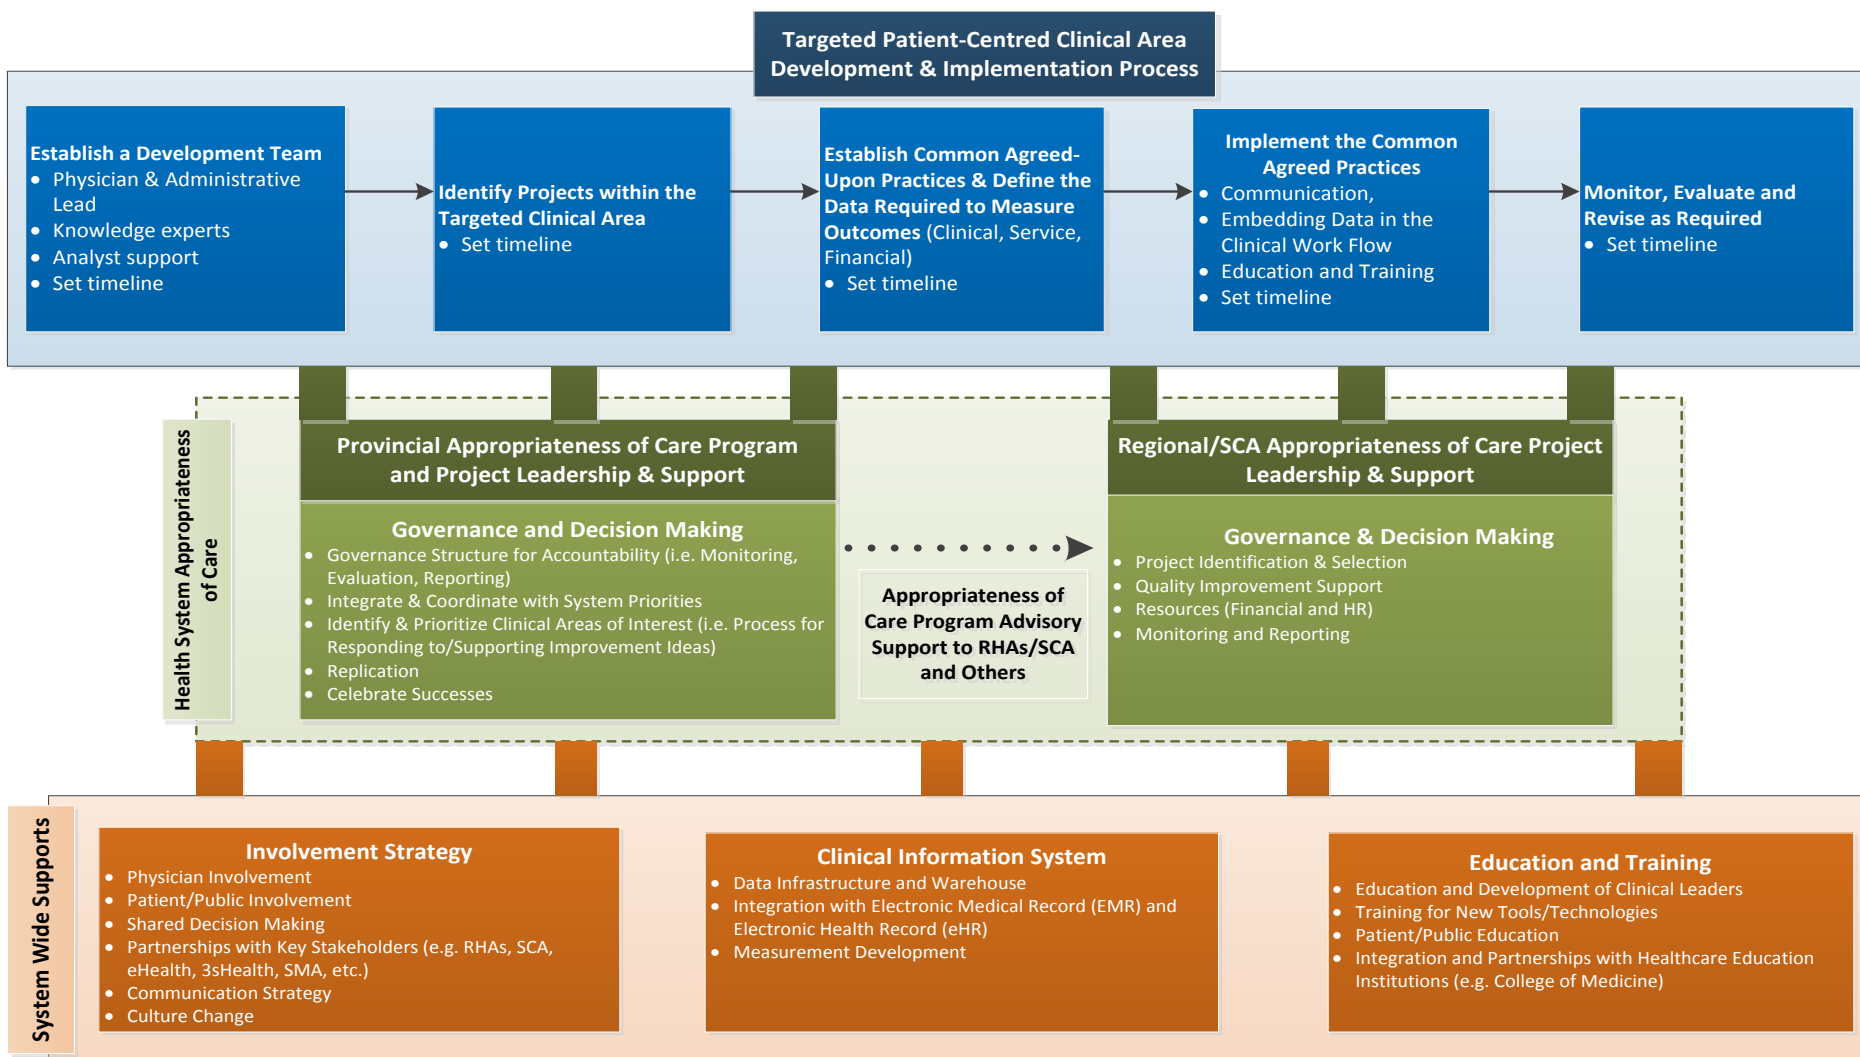 Targeted Patient-Centred Clinical Area
Development & Implementation Process
Establish a Development Team
• Physician & Administrative
Lead
• Knowledge experts
• Analyst support
• Set timeline
Identify Projects within the
Targeted Clinical Area
• Set timeline
Establish Common Agreed-
Upon Practices & Define the
Data Required to Measure
Outcomes (Clinical, Service,
Financial)
• Set timeline
Implement the Common
Agreed Practices
• Communication,
• Embedding Data in the
Clinical Work Flow
• Education and Training
• Set timeline
Monitor, Evaluate and
Revise as Required
• Set timeline
Health System Appropriateness
of Care
Provincial Appropriateness of Care Program
and Project Leadership & Support
Governance and Decision Making
• Governance Structure for Accountability (i.e. Monitoring,
Evaluation, Reporting)
• Integrate & Coordinate with System Priorities
• Identify & Prioritize Clinical Areas of Interest (i.e. Process for
Responding to/Supporting Improvement Ideas)
• Replication
• Celebrate Successes
Appropriateness of
Care Program Advisory
Support to RHAs/SCA
and Others
Regional/SCA Appropriateness of Care Project
Leadership & Support
Governance & Decision Making
• Project Identification & Selection
• Quality Improvement Support
• Resources (Financial and HR)
• Monitoring and Reporting
System Wide Supports
Involvement Strategy
• Physician Involvement
• Patient/Public Involvement
• Shared Decision Making
• Partnerships with Key Stakeholders (e.g. RHAs, SCA,
eHealth, 3sHealth, SMA, etc.)
• Communication Strategy
• Culture Change
Clinical Information System
• Data Infrastructure and Warehouse
• Integration with Electronic Medical Record (EMR) and
Electronic Health Record (eHR)
• Measurement Development
Education and Training
• Education and Development of Clinical Leaders
• Training for New Tools/Technologies
• Patient/Public Education
• Integration and Partnerships with Healthcare Education
Institutions (e.g. College of Medicine)